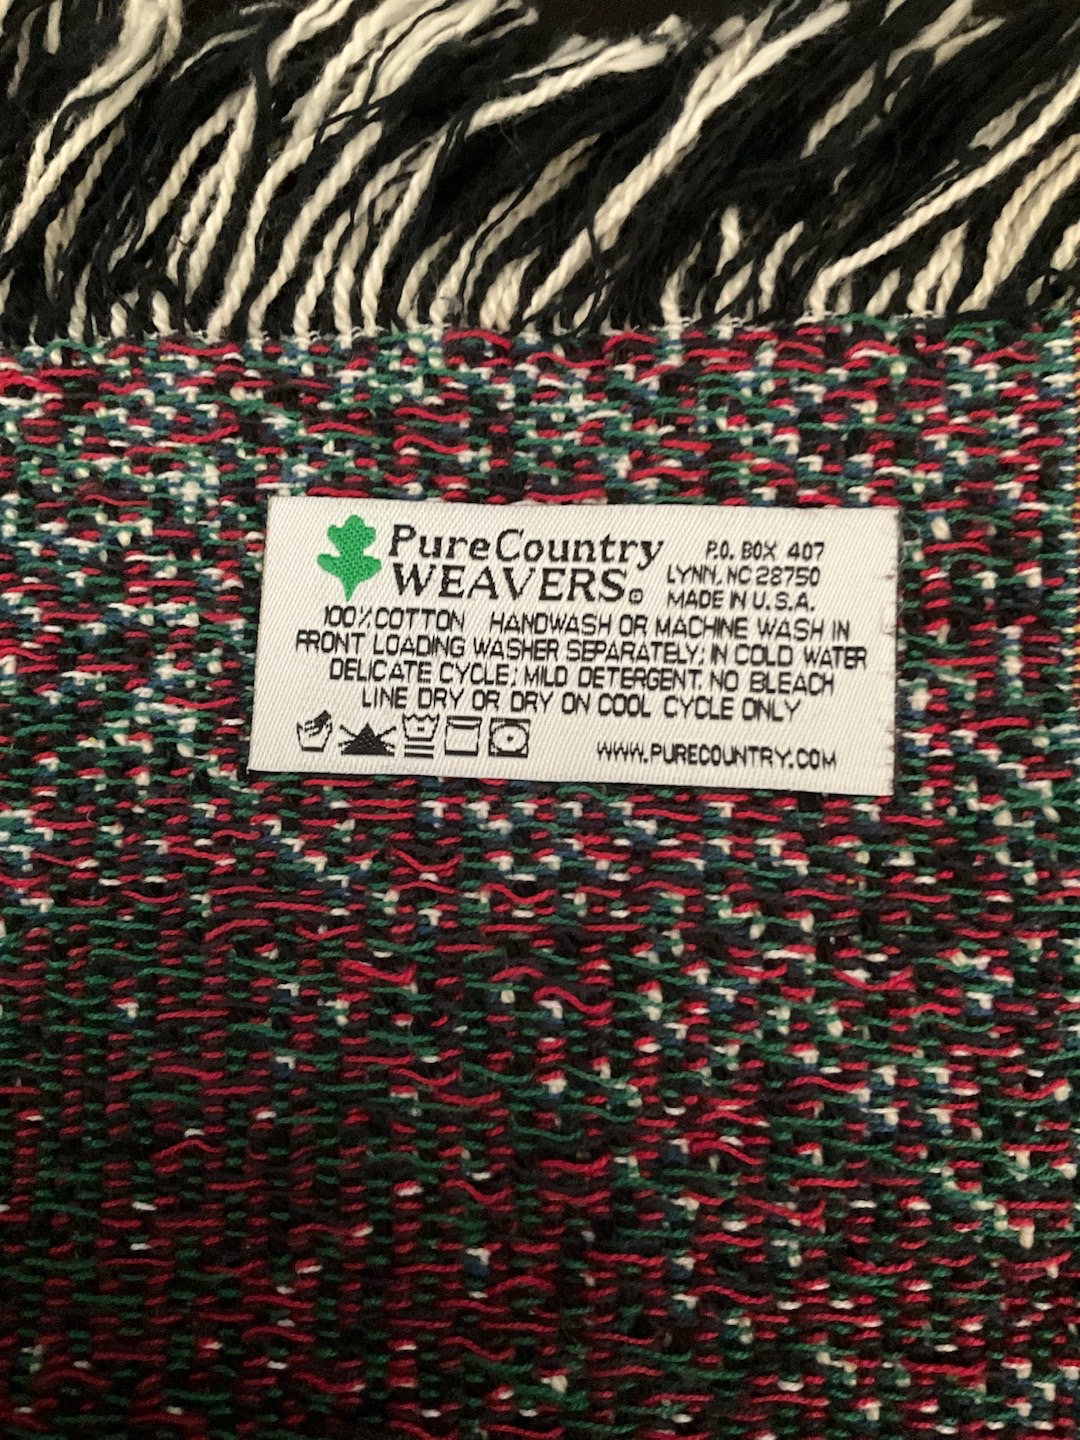 PureCountry
WEAVERS©
P.O. BOX 407
LYNN, NC 28750
MADE IN U.S.A.
100% COTTON HANDWASH OR MACHINE WASH IN
FRONT LOADING WASHER SEPARATELY; IN COLD WATER
DELICATE CYCLE; MILD DETERGENT. NO BLEACH
LINE DRY OR DRY ON COOL CYCLE ONLY
WWW.PURECOUNTRY.COM